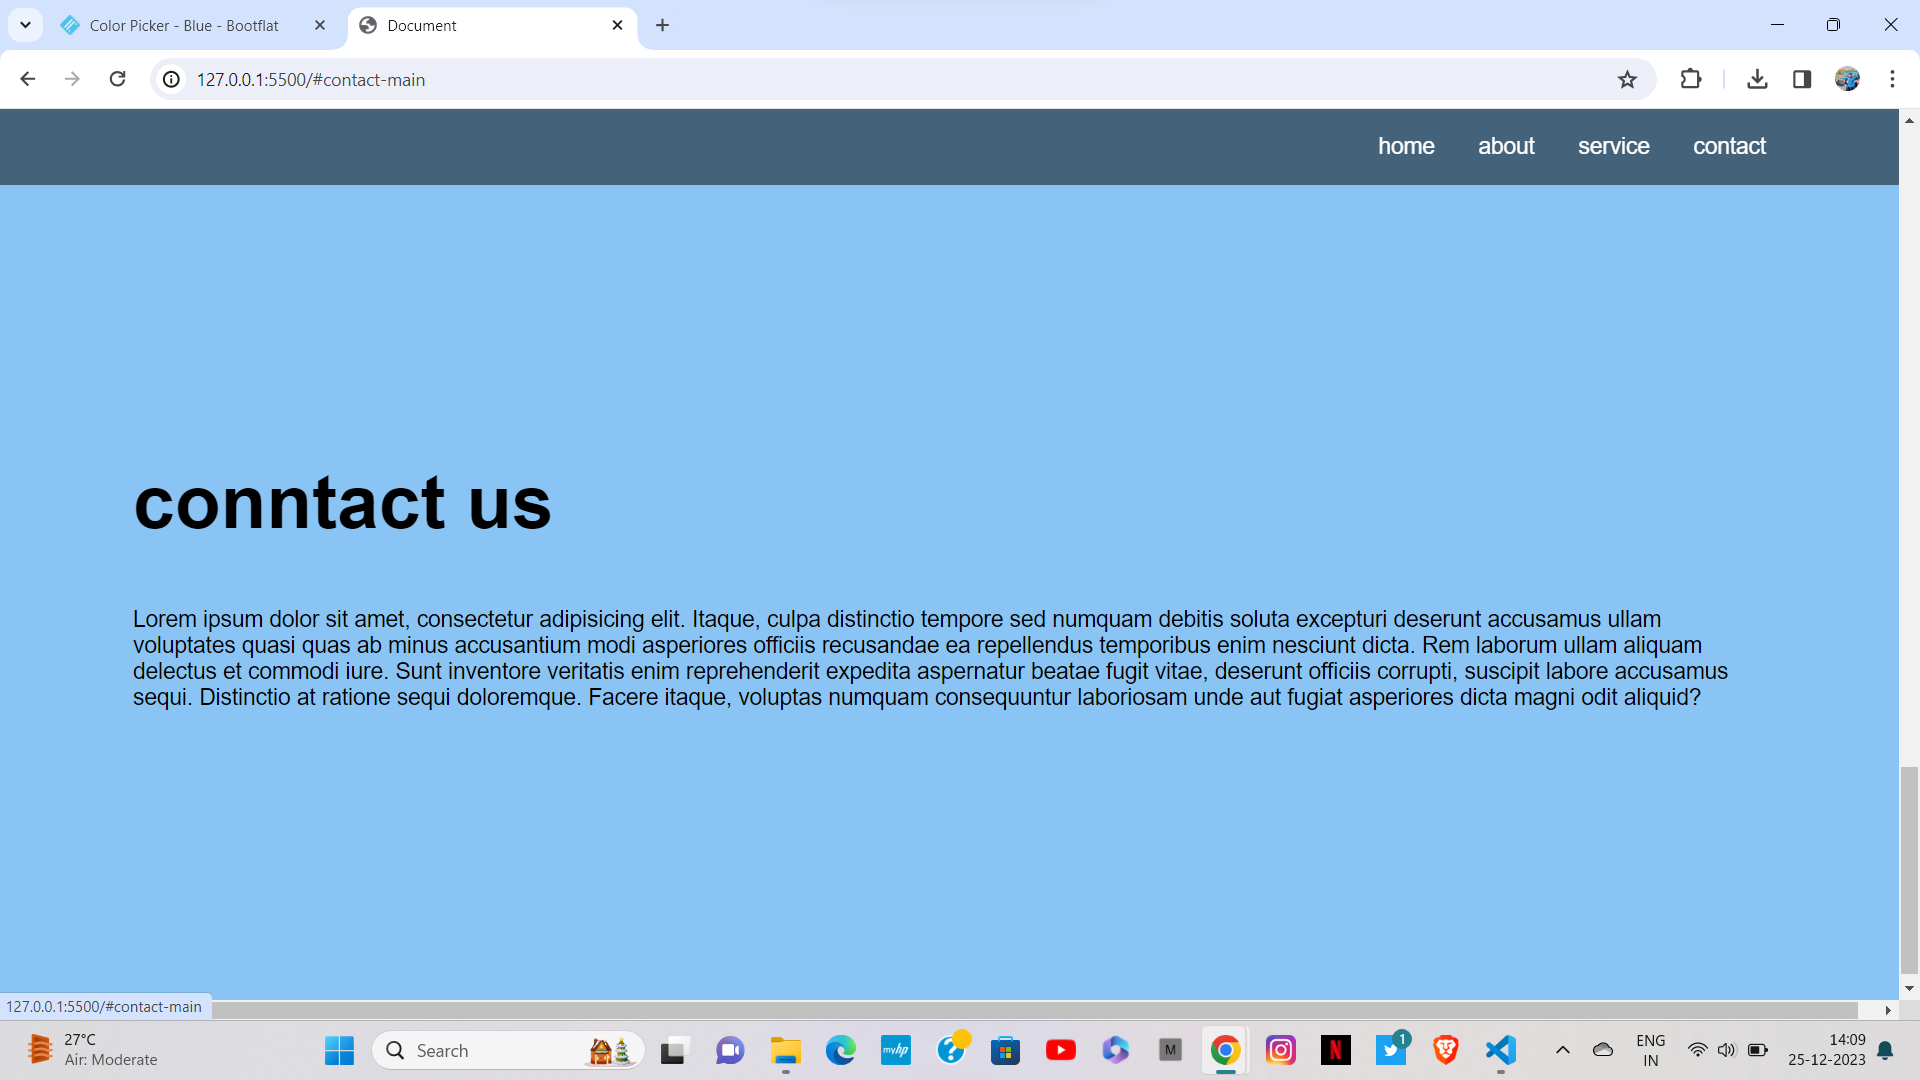 Color Picker - Blue - Bootflat
Document
127.0.0.1:5500/#contact-main
home about service contact
conntact us
Lorem ipsum dolor sit amet, consectetur adipisicing elit. Itaque, culpa distinctio tempore sed numquam debitis soluta excepturi deserunt accusamus ullam
voluptates quasi quas ab minus accusantium modi asperiores officiis recusandae ea repellendus temporibus enim nesciunt dicta. Rem laborum ullam aliquam
delectus et commodi iure. Sunt inventore veritatis enim reprehenderit expedita aspernatur beatae fugit vitae, deserunt officiis corrupti, suscipit labore accusamus
sequi. Distinctio at ratione sequi doloremque. Facere itaque, voluptas numquam consequuntur laboriosam unde aut fugiat asperiores dicta magni odit aliquid?
127.0.0.1:5500/#contact-main
27°C
Air: Moderate
Search
myhp
?
M
N
1
ENG
IN
14:09
25-12-2023